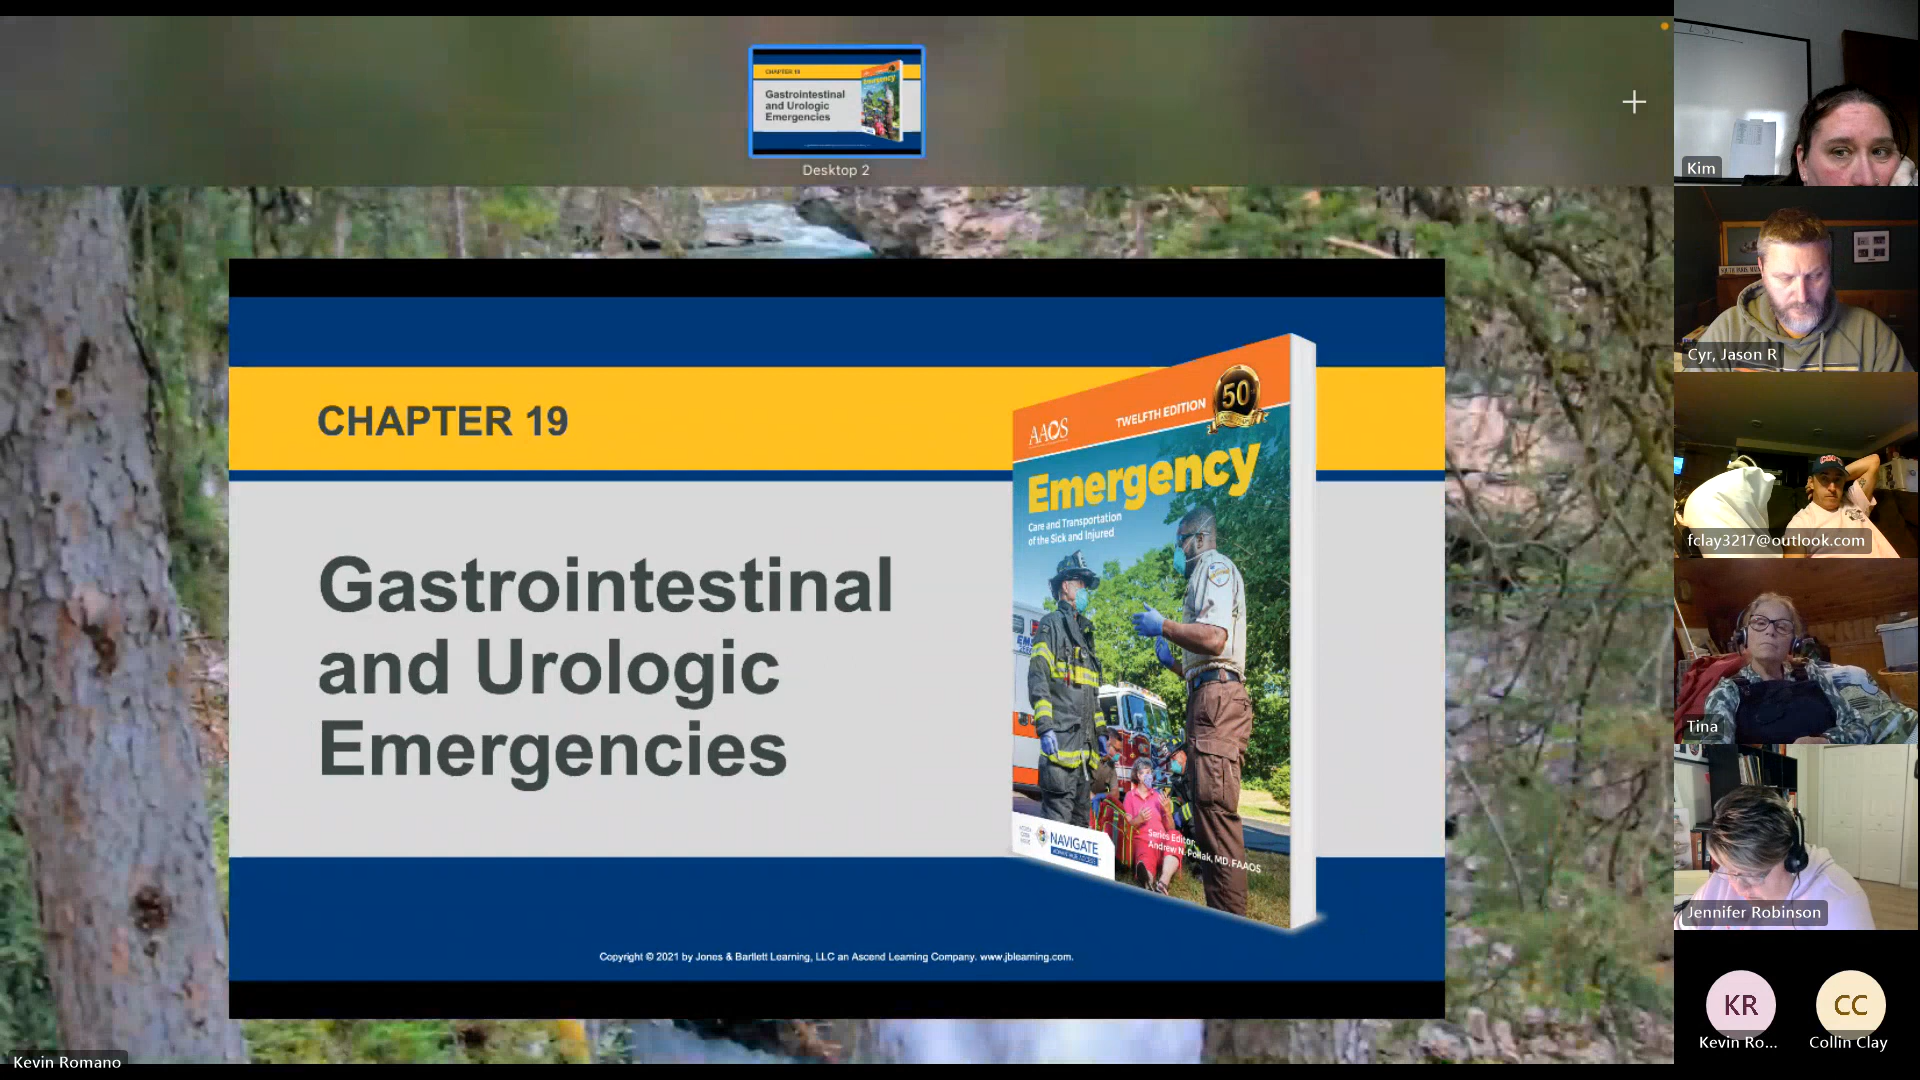 CHAPTER 19
Gastrointestinal
and Urologic
Emergencies
Emergency
Desktop 2
CHAPTER 19
Gastrointestinal
and Urologic
Emergencies
AAOS
TWELFTH EDITION
50
Emergency
Care and Transportation
of the Sick and Injured
NAVIGATE
Series Editor:
Andrew N. Pollak, MD, FAAOS
Copyright © 2021 by Jones & Bartlett Learning, LLC an Ascend Learning Company. www.jblearning.com.
Kevin Romano
Kim
Cyr, Jason R
fclay3217@outlook.com
Tina
Jennifer Robinson
KR
Kevin Ro...
CC
Collin Clay